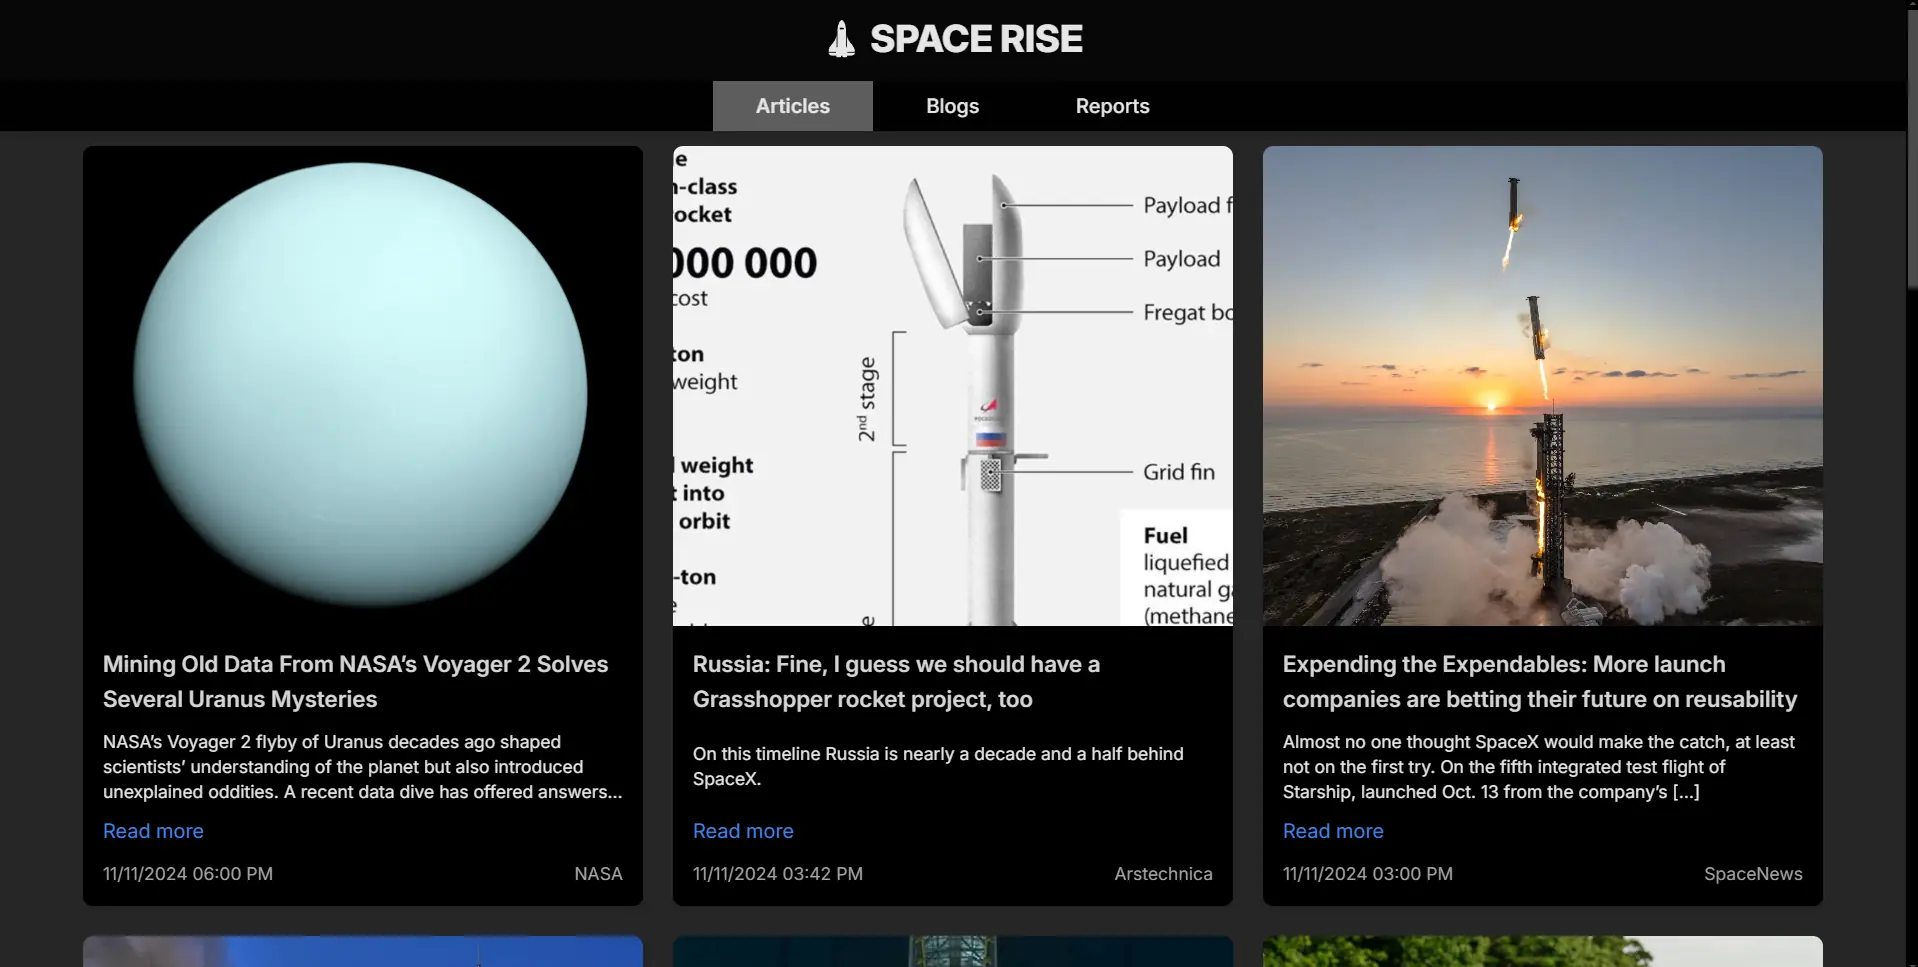 SPACE RISE
Articles
Blogs
Reports
Mining Old Data From NASA’s Voyager 2 Solves
Several Uranus Mysteries
NASA’s Voyager 2 flyby of Uranus decades ago shaped
scientists’ understanding of the planet but also introduced
unexplained oddities. A recent data dive has offered answers...
Read more
11/11/2024 06:00 PM
NASA
e
n-class
ocket
000 000
cost
ton
weight
weight
t into
orbit
-ton
Payload f
Payload
Fregat bo
2nd stage
Grid fin
Fuel
liquefied
natural ga
(methane
e
Russia: Fine, I guess we should have a
Grasshopper rocket project, too
On this timeline Russia is nearly a decade and a half behind
SpaceX.
Read more
11/11/2024 03:42 PM
Arstechnica
Expending the Expendables: More launch
companies are betting their future on reusability
Almost no one thought SpaceX would make the catch, at least
not on the first try. On the fifth integrated test flight of
Starship, launched Oct. 13 from the company’s [...]
Read more
11/11/2024 03:00 PM
SpaceNews